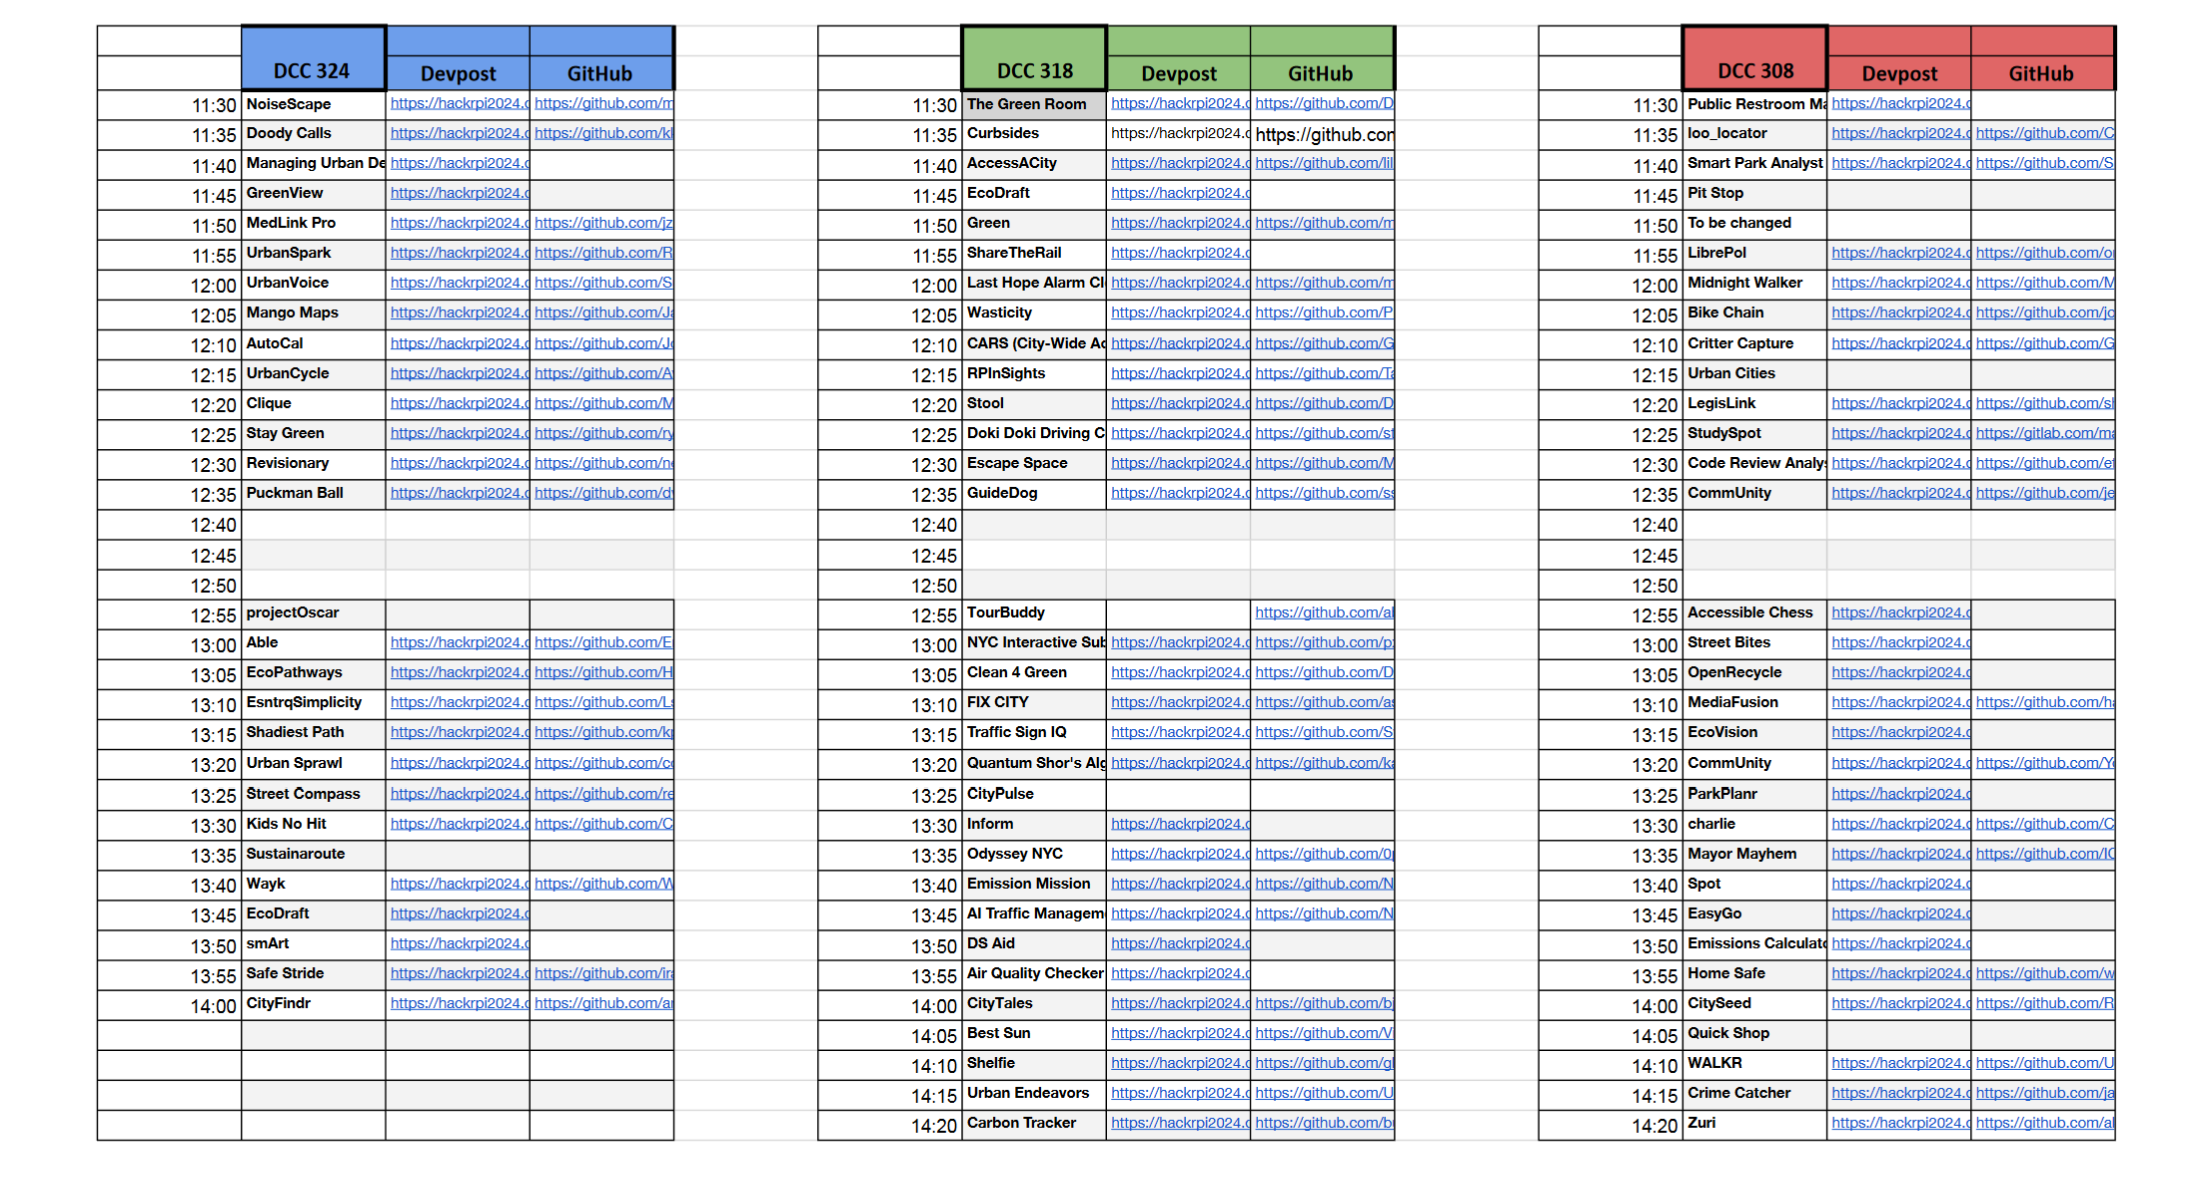 DCC 324 Devpost GitHub DCC 318 Devpost GitHub DCC 308 Devpost GitHub
11:30 NoiseScape https://hackrpi2024.d https://github.com/m 11:30 The Green Room https://hackrpi2024.d https://github.com/D 11:30 Public Restroom Ma https://hackrpi2024.d
11:35 Doody Calls https://hackrpi2024.d https://github.com/kl 11:35 Curbsides https://hackrpi2024.d https://github.con 11:35 loo_locator https://hackrpi2024.d https://github.com/C
11:40 Managing Urban De https://hackrpi2024.d 11:40 AccessACity https://hackrpi2024.d https://github.com/lil 11:40 Smart Park Analyst https://hackrpi2024.d https://github.com/S
11:45 GreenView https://hackrpi2024.d 11:45 EcoDraft https://hackrpi2024.d 11:45 Pit Stop
11:50 MedLink Pro https://hackrpi2024.d https://github.com/jz 11:50 Green https://hackrpi2024.d https://github.com/m 11:50 To be changed
11:55 UrbanSpark https://hackrpi2024.d https://github.com/R 11:55 ShareTheRail https://hackrpi2024.d 11:55 LibrePol https://hackrpi2024.d https://github.com/or
12:00 UrbanVoice https://hackrpi2024.d https://github.com/S 12:00 Last Hope Alarm Cl https://hackrpi2024.d https://github.com/m 12:00 Midnight Walker https://hackrpi2024.d https://github.com/M
12:05 Mango Maps https://hackrpi2024.d https://github.com/Ja 12:05 Wasticity https://hackrpi2024.d https://github.com/P 12:05 Bike Chain https://hackrpi2024.d https://github.com/jo
12:10 AutoCal https://hackrpi2024.d https://github.com/Jo 12:10 CARS (City-Wide Ac https://hackrpi2024.d https://github.com/G 12:10 Critter Capture https://hackrpi2024.d https://github.com/G
12:15 UrbanCycle https://hackrpi2024.d https://github.com/A 12:15 RPInSights https://hackrpi2024.d https://github.com/Ta 12:15 Urban Cities
12:20 Clique https://hackrpi2024.d https://github.com/M 12:20 Stool https://hackrpi2024.d https://github.com/D 12:20 LegisLink https://hackrpi2024.d https://github.com/sl
12:25 Stay Green https://hackrpi2024.d https://github.com/ry 12:25 Doki Doki Driving C https://hackrpi2024.d https://github.com/st 12:25 StudySpot https://hackrpi2024.d https://gitlab.com/ma
12:30 Revisionary https://hackrpi2024.d https://github.com/ne 12:30 Escape Space https://hackrpi2024.d https://github.com/M 12:30 Code Review Analys https://hackrpi2024.d https://github.com/et
12:35 Puckman Ball https://hackrpi2024.d https://github.com/dy 12:35 GuideDog https://hackrpi2024.d https://github.com/ss 12:35 CommUnity https://hackrpi2024.d https://github.com/je
12:40 12:40 12:40
12:45 12:45 12:45
12:50 12:50 12:50
12:55 projectOscar 12:55 TourBuddy https://github.com/al 12:55 Accessible Chess https://hackrpi2024.d
13:00 Able https://hackrpi2024.d https://github.com/E 13:00 NYC Interactive Sub https://hackrpi2024.d https://github.com/p 13:00 Street Bites https://hackrpi2024.d
13:05 EcoPathways https://hackrpi2024.d https://github.com/H 13:05 Clean 4 Green https://hackrpi2024.d https://github.com/D 13:05 OpenRecycle https://hackrpi2024.d
13:10 EsntrqSimplicity https://hackrpi2024.d https://github.com/Ls 13:10 FIX CITY https://hackrpi2024.d https://github.com/as 13:10 MediaFusion https://hackrpi2024.d https://github.com/ha
13:15 Shadiest Path https://hackrpi2024.d https://github.com/kp 13:15 Traffic Sign IQ https://hackrpi2024.d https://github.com/S 13:15 EcoVision https://hackrpi2024.d
13:20 Urban Sprawl https://hackrpi2024.d https://github.com/co 13:20 Quantum Shor's Alg https://hackrpi2024.d https://github.com/ka 13:20 CommUnity https://hackrpi2024.d https://github.com/Yo
13:25 Street Compass https://hackrpi2024.d https://github.com/re 13:25 CityPulse 13:25 ParkPlanr https://hackrpi2024.d
13:30 Kids No Hit https://hackrpi2024.d https://github.com/C 13:30 Inform https://hackrpi2024.d 13:30 charlie https://hackrpi2024.d https://github.com/C
13:35 Sustainaroute 13:35 Odyssey NYC https://hackrpi2024.d https://github.com/0p 13:35 Mayor Mayhem https://hackrpi2024.d https://github.com/IC
13:40 Wayk https://hackrpi2024.d https://github.com/W 13:40 Emission Mission https://hackrpi2024.d https://github.com/N 13:40 Spot https://hackrpi2024.d
13:45 EcoDraft https://hackrpi2024.d 13:45 AI Traffic Managem https://hackrpi2024.d https://github.com/N 13:45 EasyGo https://hackrpi2024.d
13:50 smArt https://hackrpi2024.d 13:50 DS Aid https://hackrpi2024.d 13:50 Emissions Calculato https://hackrpi2024.d
13:55 Safe Stride https://hackrpi2024.d https://github.com/ira 13:55 Air Quality Checker https://hackrpi2024.d 13:55 Home Safe https://hackrpi2024.d https://github.com/w
14:00 CityFindr https://hackrpi2024.d https://github.com/ar 14:00 CityTales https://hackrpi2024.d https://github.com/bj 14:00 CitySeed https://hackrpi2024.d https://github.com/R
14:05 Best Sun https://hackrpi2024.d https://github.com/Vi 14:05 Quick Shop
14:10 Shelfie https://hackrpi2024.d https://github.com/gl 14:10 WALKR https://hackrpi2024.d https://github.com/U
14:15 Urban Endeavors https://hackrpi2024.d https://github.com/U 14:15 Crime Catcher https://hackrpi2024.d https://github.com/ja
14:20 Carbon Tracker https://hackrpi2024.d https://github.com/b 14:20 Zuri https://hackrpi2024.d https://github.com/al